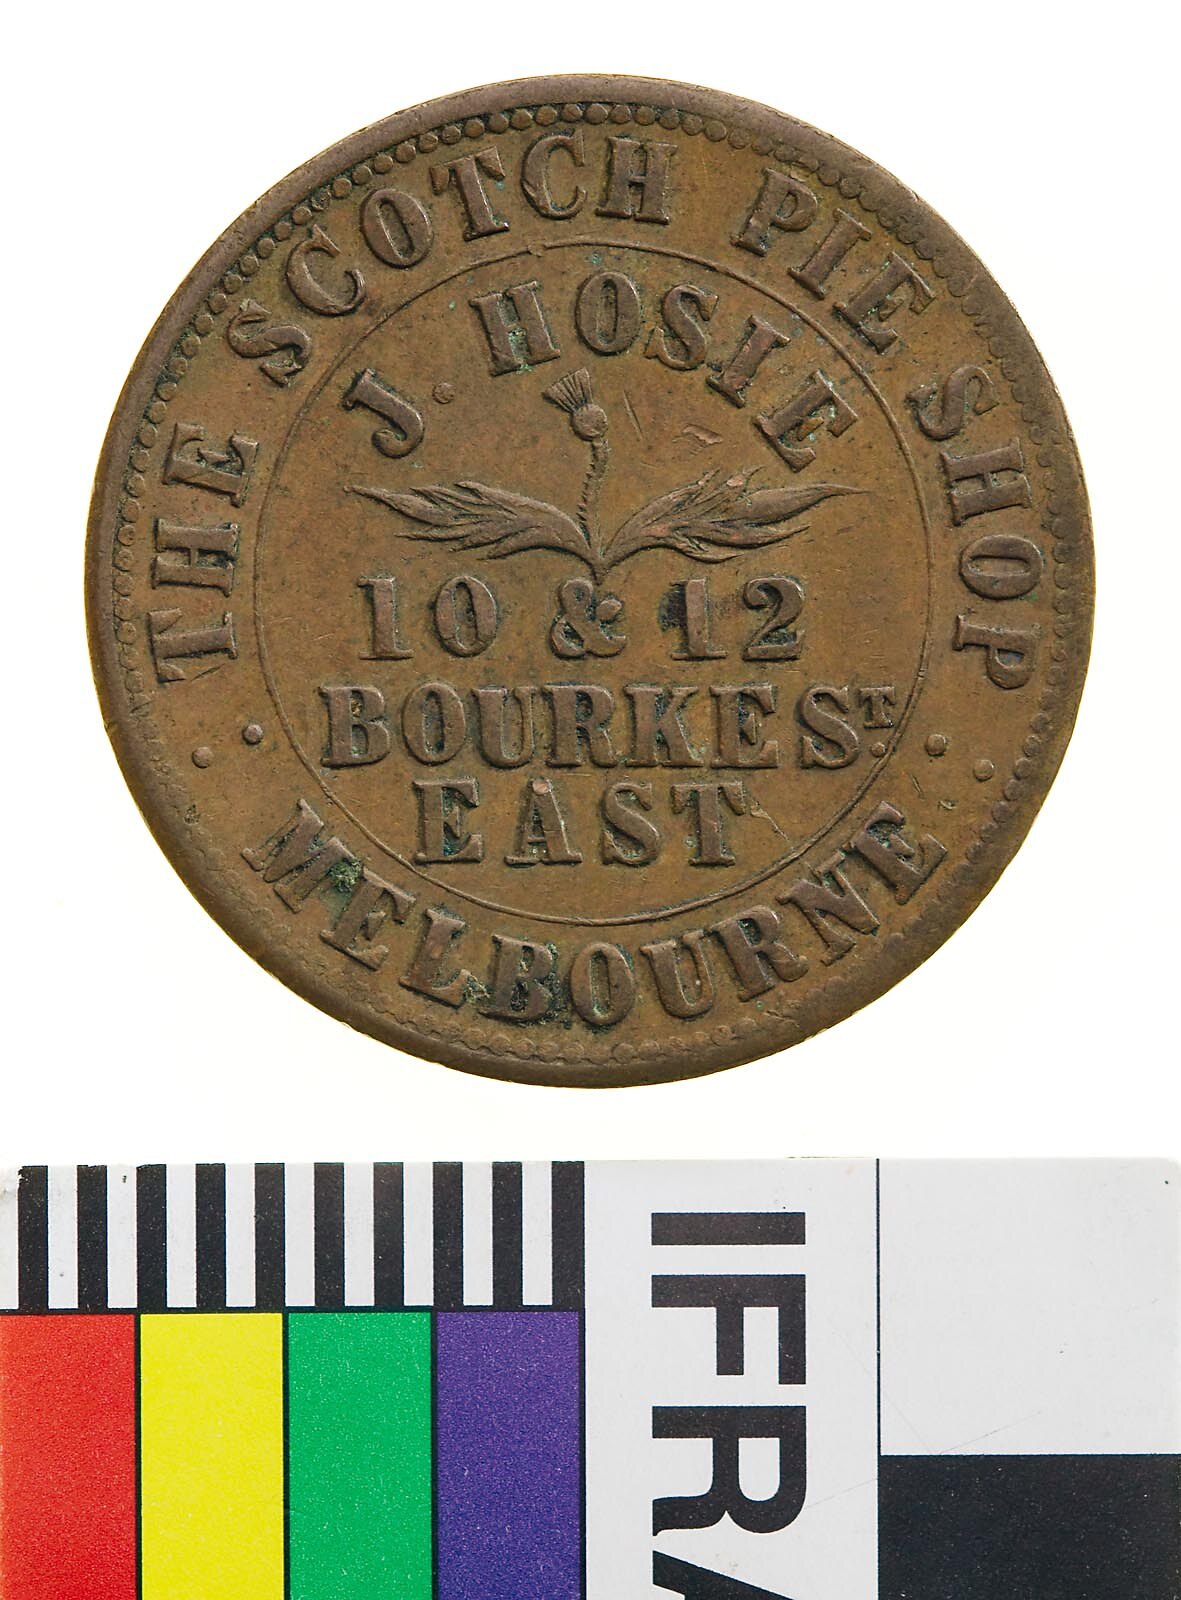 THE SCOTCH PIE SHOP
J. HOSIE
10 & 12
BOURKE ST.
EAST
MELBOURNE
IFRA